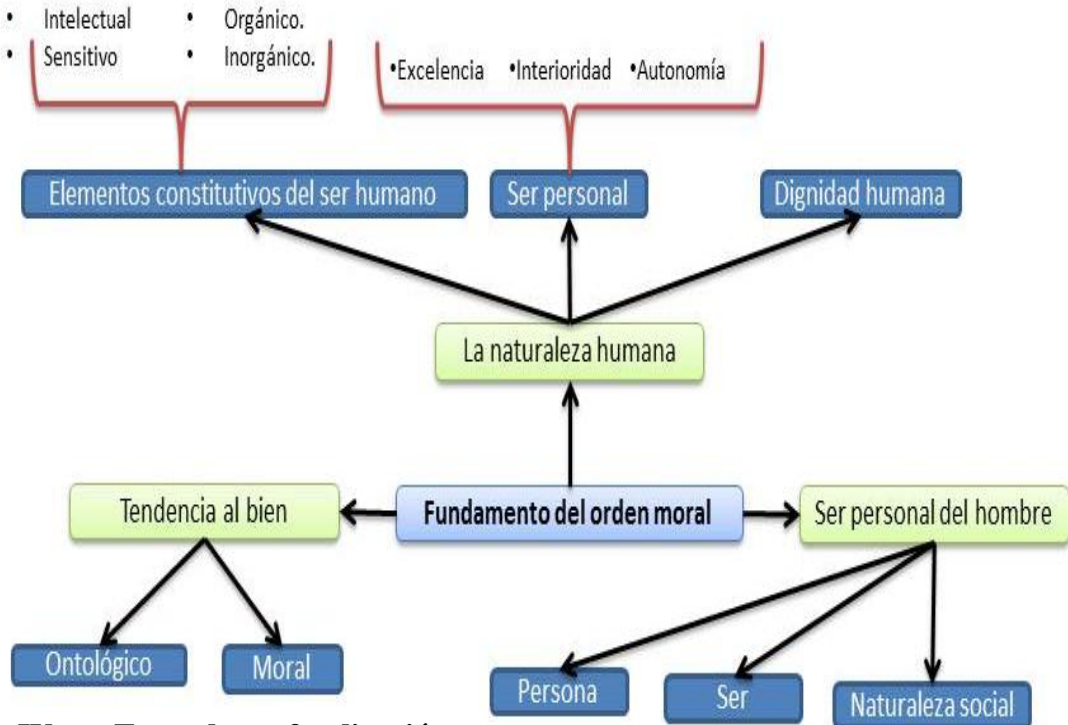 • Intelectual • Orgánico.
• Sensitivo • Inorgánico.
•Excelencia •Interioridad •Autonomía
Elementos constitutivos del ser humano
Ser personal
Dignidad humana
La naturaleza humana
Tendencia al bien
Fundamento del orden moral
Ser personal del hombre
Ontológico
Moral
Persona
Ser
Naturaleza social